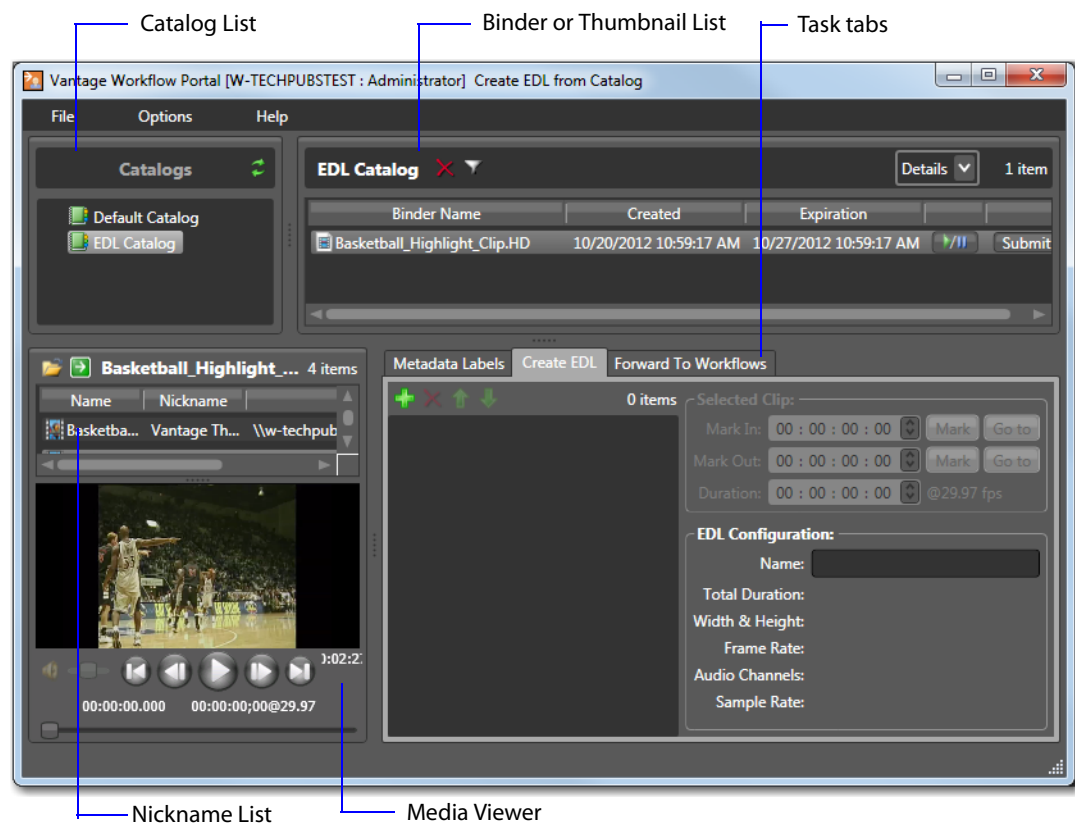 Catalog List
Binder or Thumbnail List
Task tabs
Vantage Workflow Portal [W-TECHPUBSTEST : Administrator] Create EDL from Catalog
File Options Help
Catalogs
EDL Catalog
Details
1 item
Default Catalog
EDL Catalog
Binder Name Created Expiration
Basketball_Highlight_Clip.HD 10/20/2012 10:59:17 AM 10/27/2012 10:59:17 AM Submit
Basketball_Highlight_... 4 items
Name Nickname
Basketba... Vantage Th... \\w-techpub
Metadata Labels Create EDL Forward To Workflows
0 items
Selected Clip:
Mark In: 00 : 00 : 00 : 00 Mark Go to
Mark Out: 00 : 00 : 00 : 00 Mark Go to
Duration: 00 : 00 : 00 : 00 @29.97 fps
EDL Configuration:
Name:
Total Duration:
Width & Height:
Frame Rate:
Audio Channels:
Sample Rate:
):02:2
00:00:00.000 00:00:00;00@29.97
Nickname List
Media Viewer